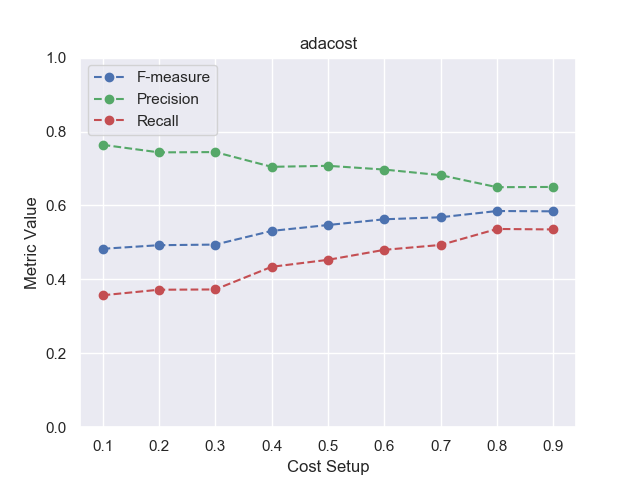 adacost
1.0
F-measure
Precision
Recall
0.8
0.6
Metric Value
0.4
0.2
0.0
0.1 0.2 0.3 0.4 0.5 0.6 0.7 0.8 0.9
Cost Setup